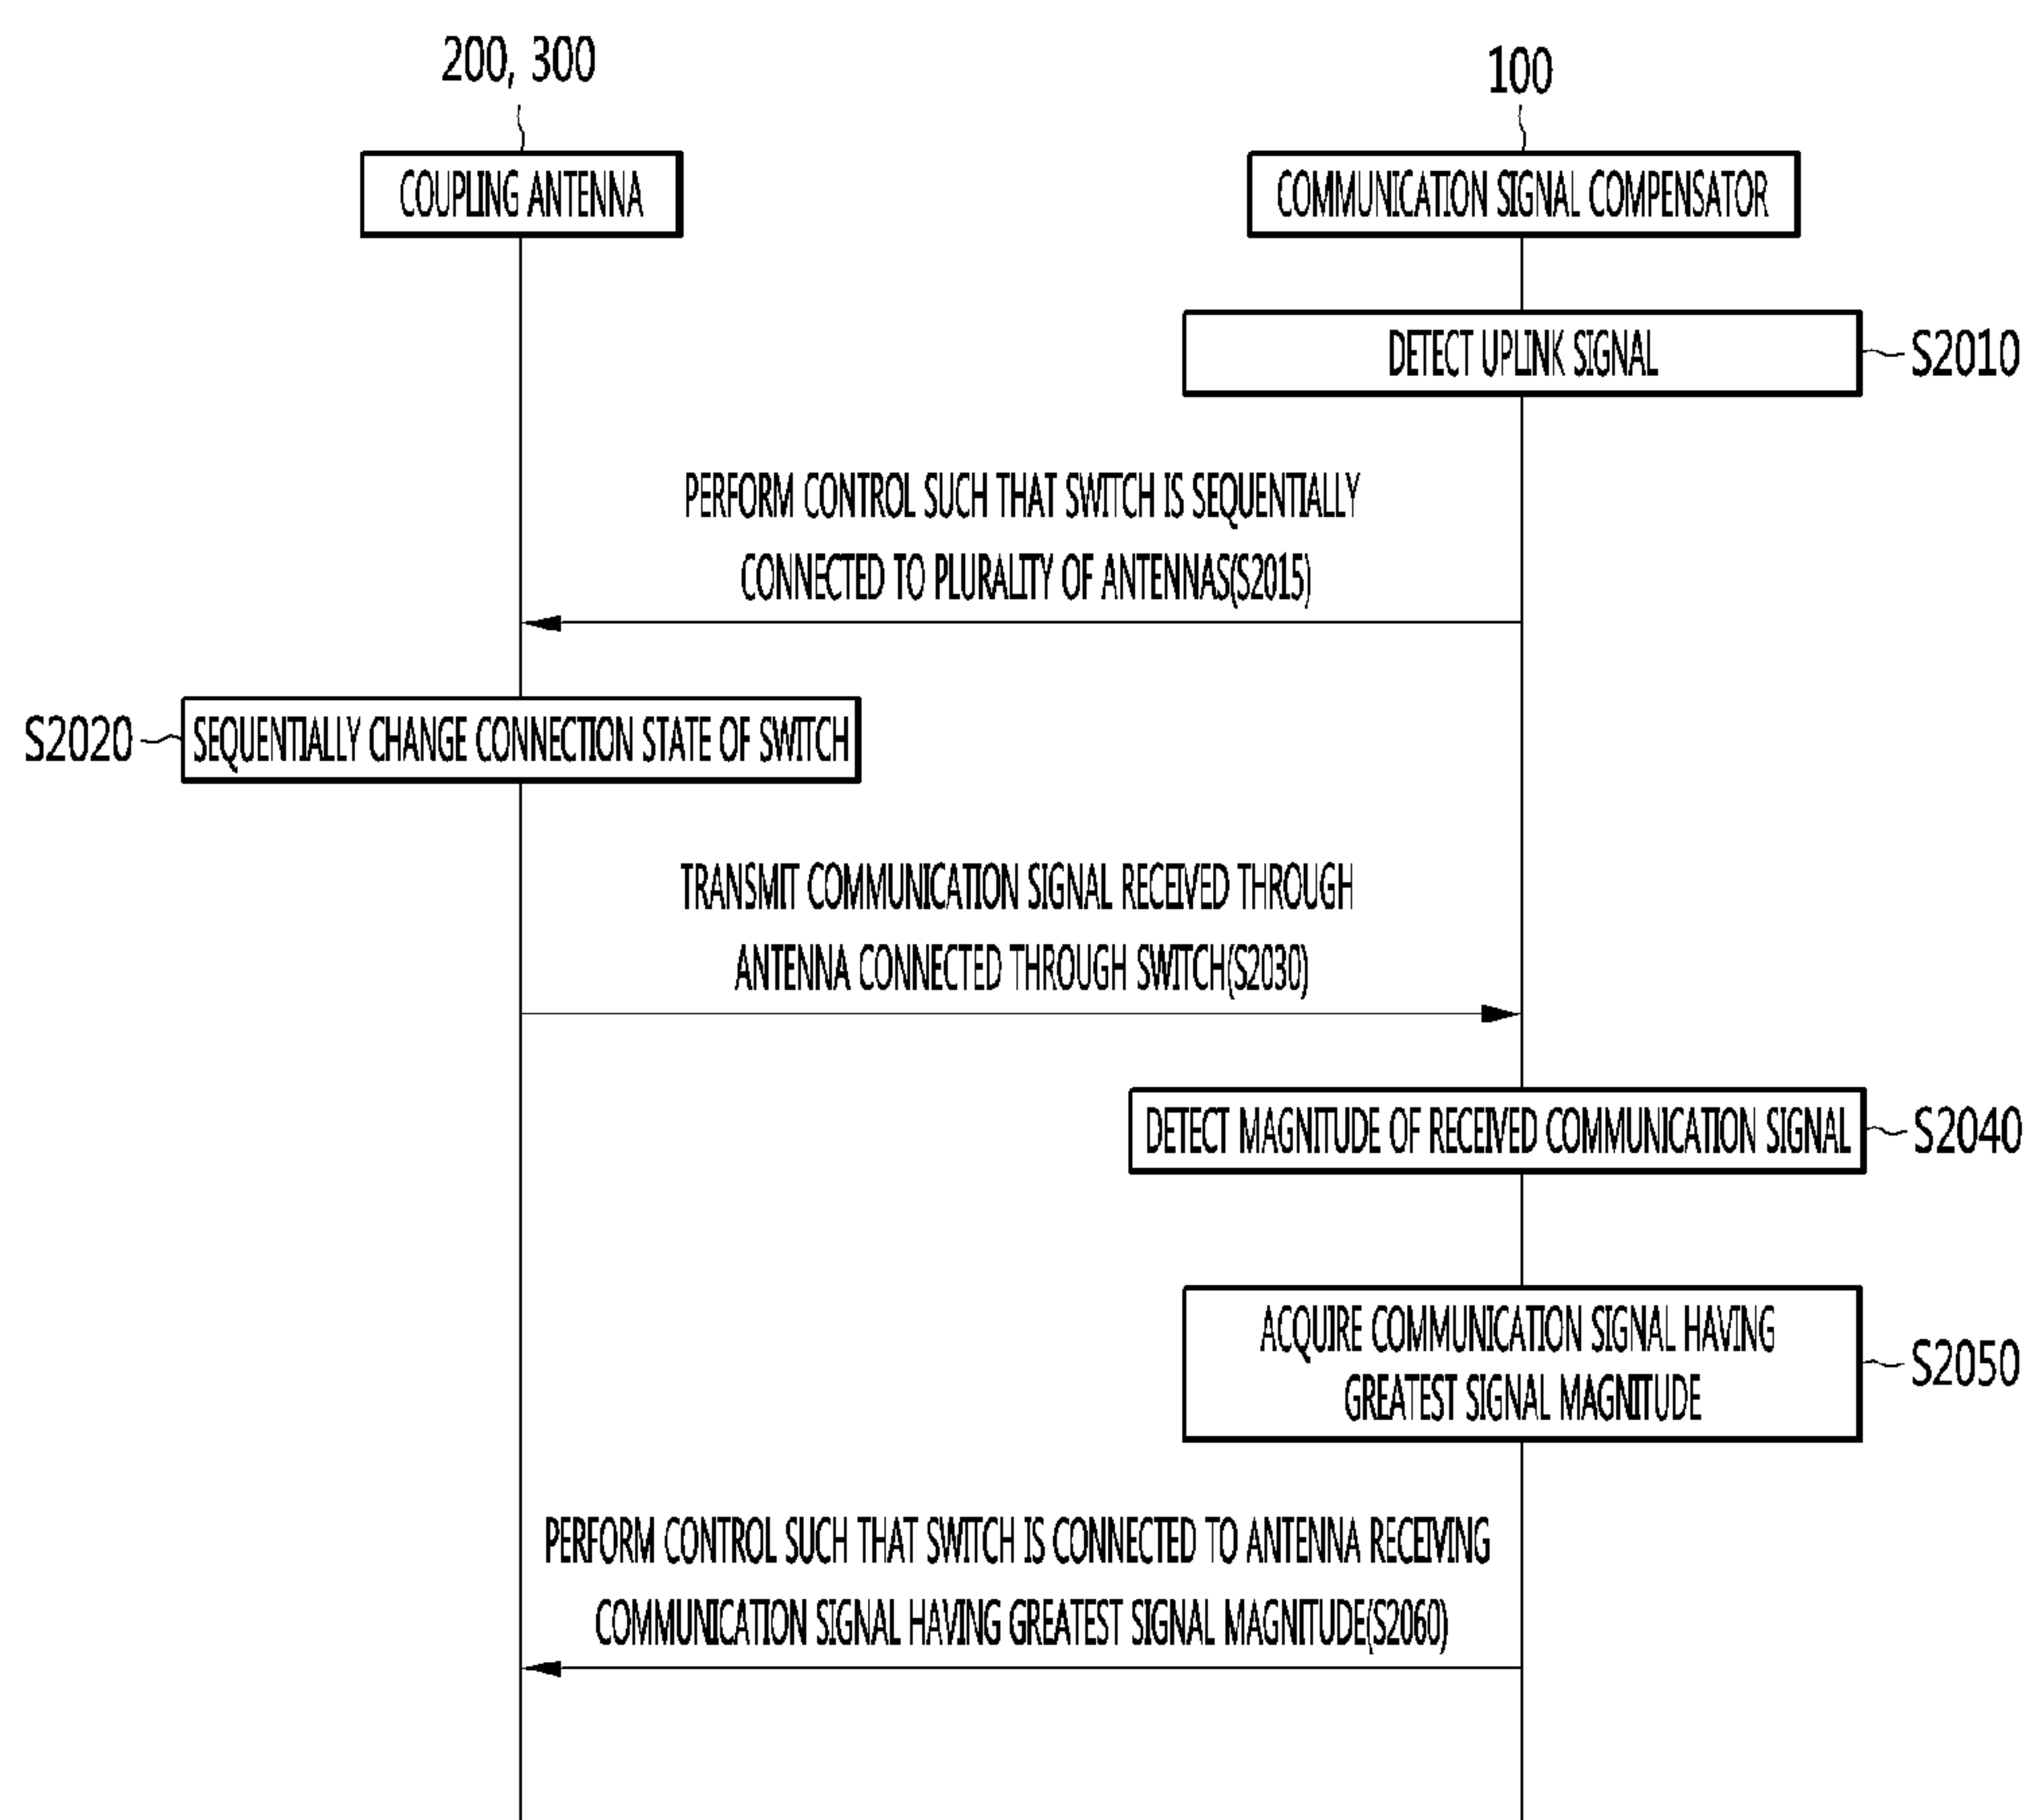 200, 300
100
COUPLING ANTENNA
COMMUNICATION SIGNAL COMPENSATOR
DETECT UPLINK SIGNAL
S2010
PERFORM CONTROL SUCH THAT SWITCH IS SEQUENTIALLY
CONNECTED TO PLURALITY OF ANTENNAS(S2015)
S2020
SEQUENTIALLY CHANGE CONNECTION STATE OF SWITCH
TRANSMIT COMMUNICATION SIGNAL RECEIVED THROUGH
ANTENNA CONNECTED THROUGH SWITCH(S2030)
DETECT MAGNITUDE OF RECEIVED COMMUNICATION SIGNAL
S2040
ACQUIRE COMMUNICATION SIGNAL HAVING
GREATEST SIGNAL MAGNITUDE
S2050
PERFORM CONTROL SUCH THAT SWITCH IS CONNECTED TO ANTENNA RECEIVING
COMMUNICATION SIGNAL HAVING GREATEST SIGNAL MAGNITUDE(S2060)